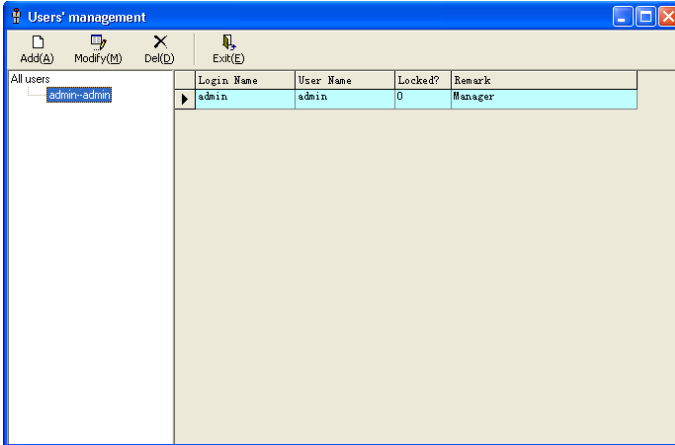 Users' management
Add(A) Modify(M) Del(D) Exit(E)
All users
admin--admin
Login Name User Name Locked? Remark
admin admin 0 Manager